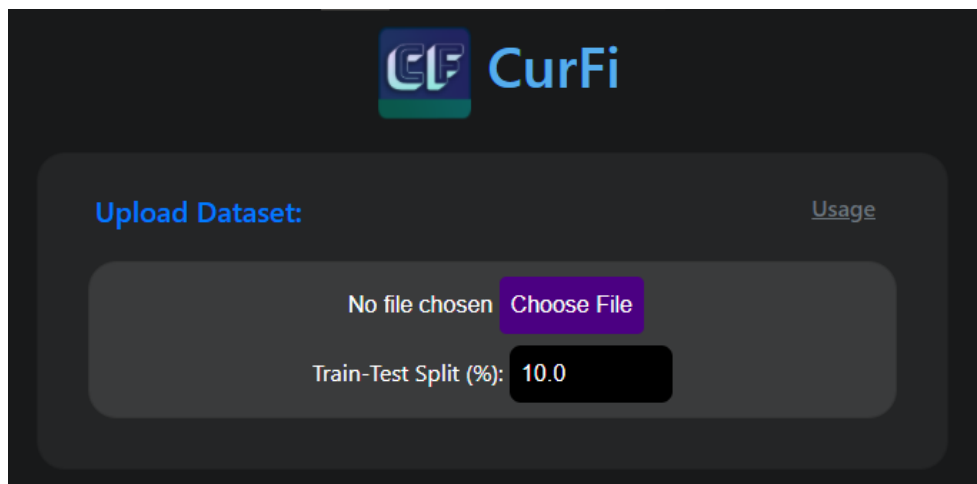 CF CurFi
Upload Dataset:
Usage
No file chosen Choose File
Train-Test Split (%): 10.0